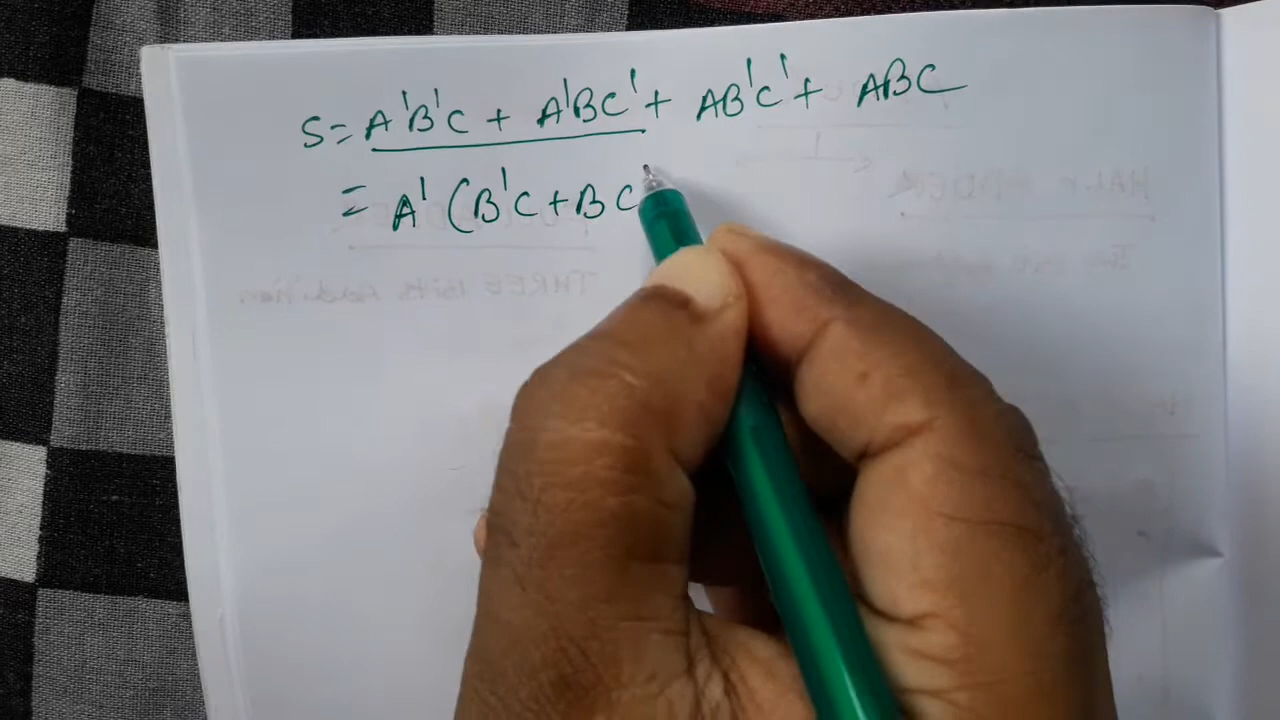 S = A'B'C + A'BC' + AB'C' + ABC
= A' (B'C + BC